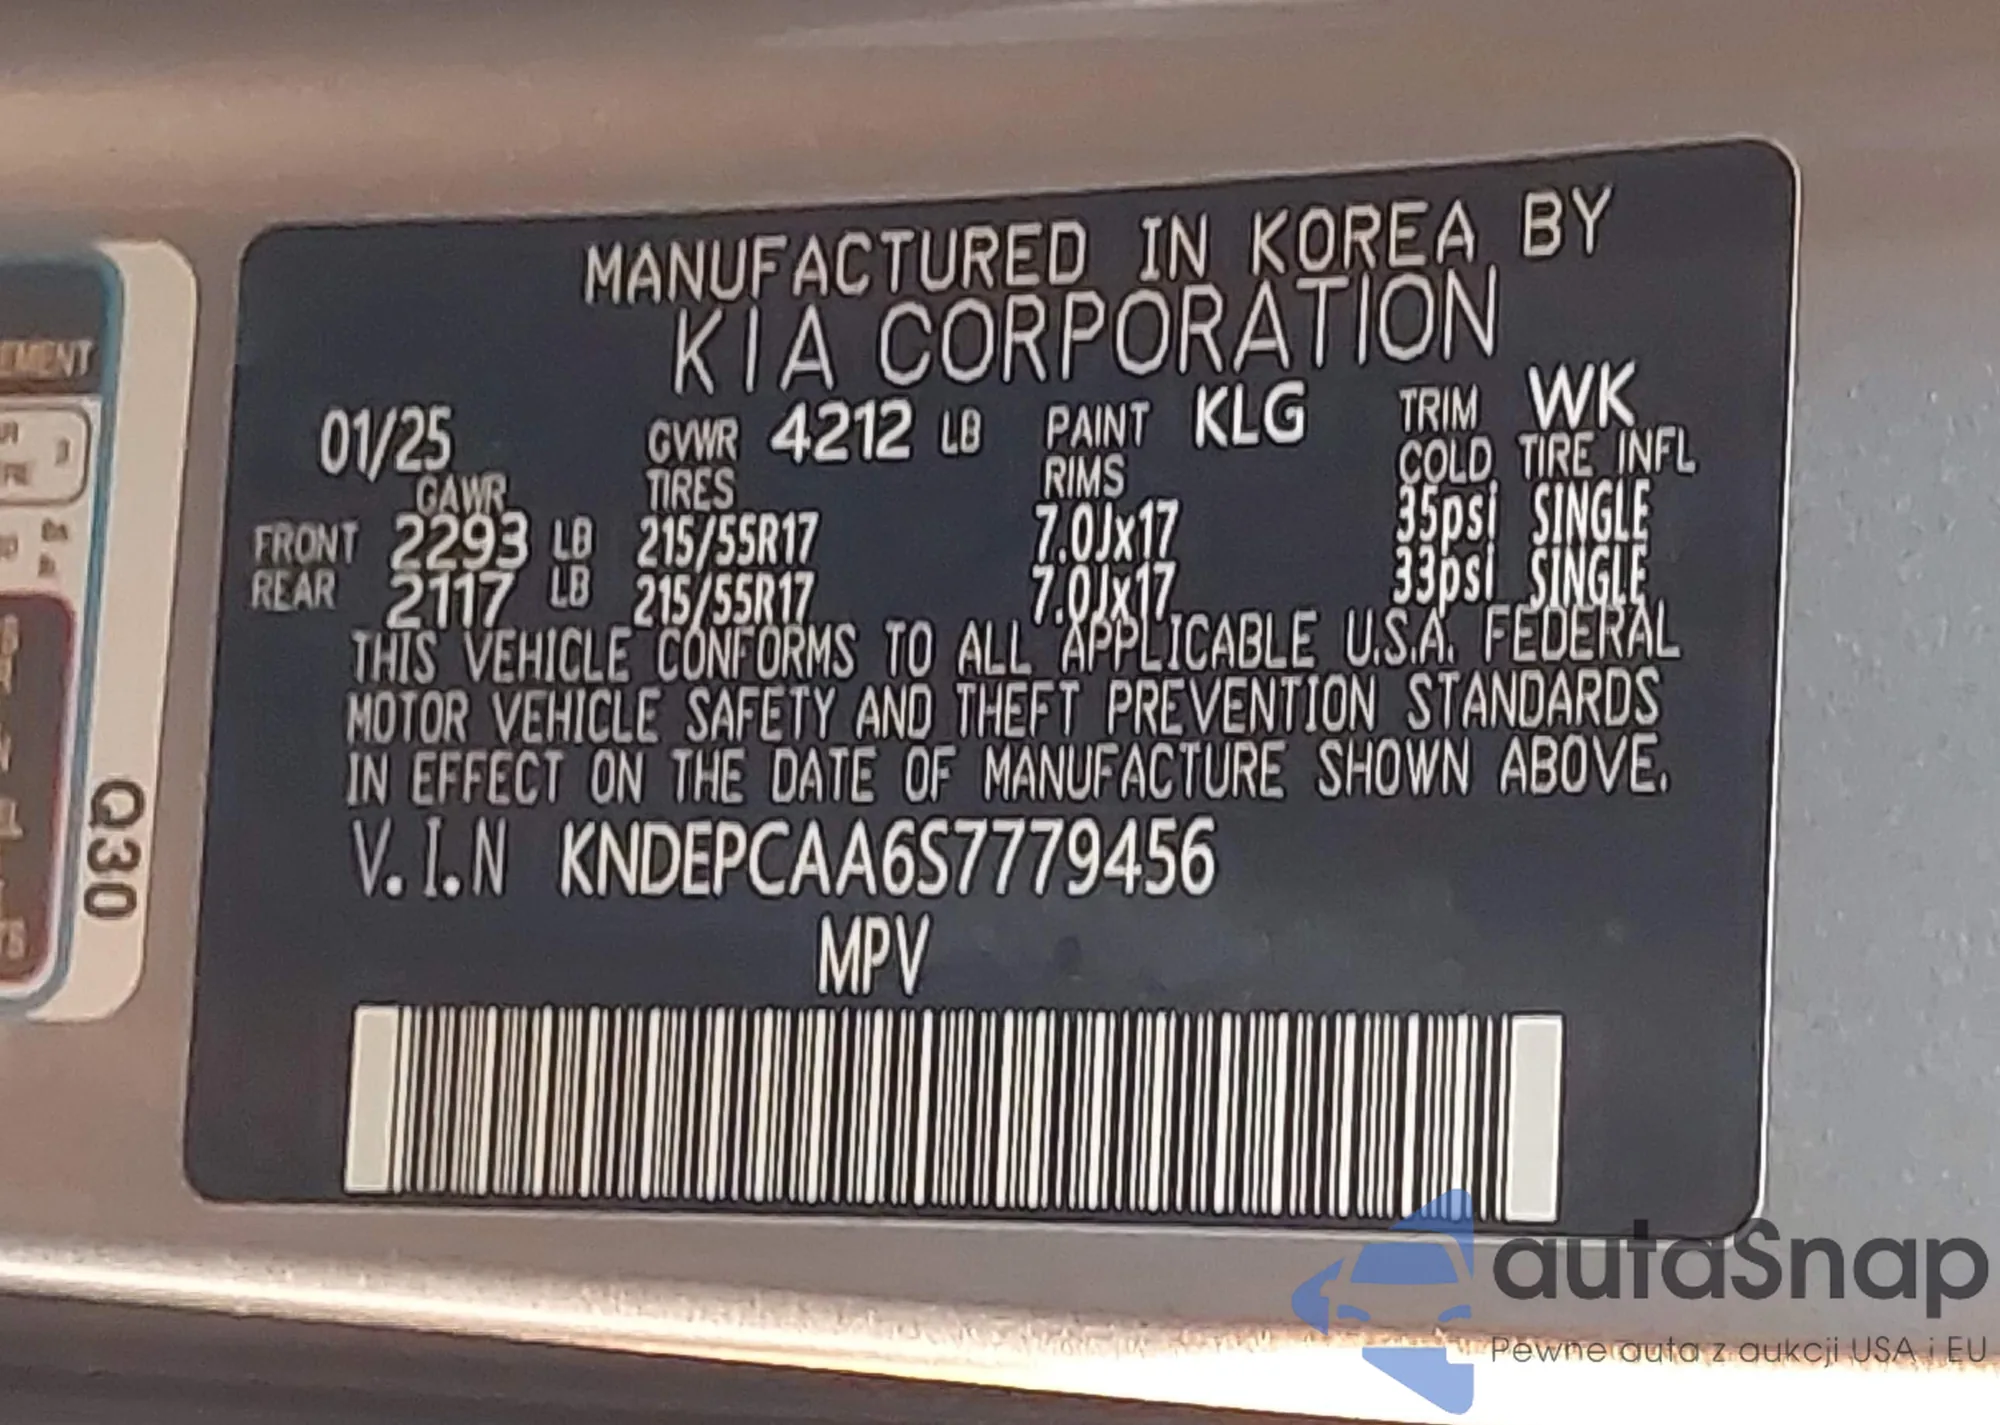 MANUFACTURED IN KOREA BY
KIA CORPORATION
01/25 GVWR 4212 LB PAINT KLG TRIM WK
GAWR TIRES RIMS COLD TIRE INFL
FRONT 2293 LB 215/55R17 7.0Jx17 35psi SINGLE
REAR 2117 LB 215/55R17 7.0Jx17 33psi SINGLE
THIS VEHICLE CONFORMS TO ALL APPLICABLE U.S.A. FEDERAL
MOTOR VEHICLE SAFETY AND THEFT PREVENTION STANDARDS
IN EFFECT ON THE DATE OF MANUFACTURE SHOWN ABOVE.
V.I.N KNDEPCAA6S7779456
MPV
Q30
autaSnap
Pewne auta z aukcji USA i EU